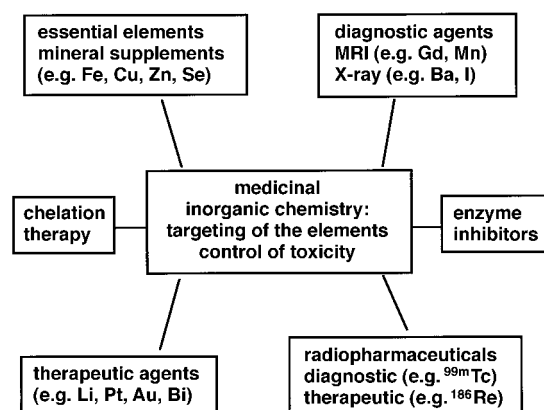 essential elements
mineral supplements
(e.g. Fe, Cu, Zn, Se)
diagnostic agents
MRI (e.g. Gd, Mn)
X-ray (e.g. Ba, I)
chelation
therapy
medicinal
inorganic chemistry:
targeting of the elements
control of toxicity
enzyme
inhibitors
therapeutic agents
(e.g. Li, Pt, Au, Bi)
radiopharmaceuticals
diagnostic (e.g. ⁹⁹ᵐTc)
therapeutic (e.g. ¹⁸⁶Re)